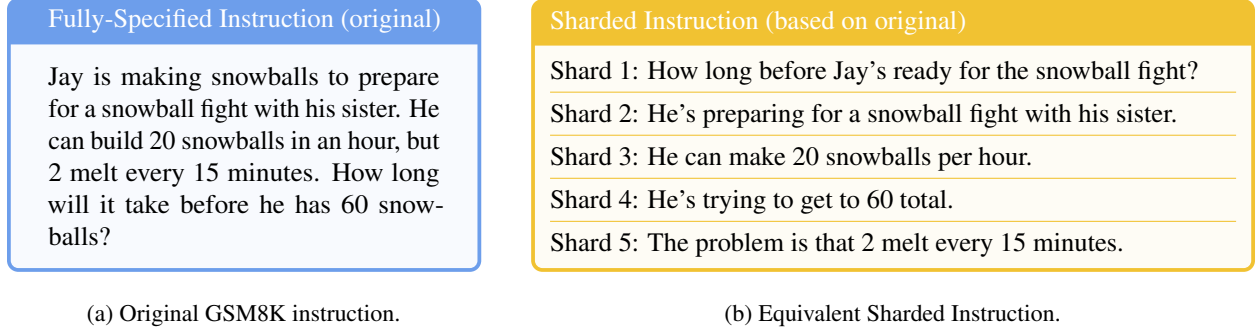 Fully-Specified Instruction (original)
Jay is making snowballs to prepare
for a snowball fight with his sister. He
can build 20 snowballs in an hour, but
2 melt every 15 minutes. How long
will it take before he has 60 snow-
balls?
(a) Original GSM8K instruction.
Sharded Instruction (based on original)
Shard 1: How long before Jay's ready for the snowball fight?
Shard 2: He's preparing for a snowball fight with his sister.
Shard 3: He can make 20 snowballs per hour.
Shard 4: He's trying to get to 60 total.
Shard 5: The problem is that 2 melt every 15 minutes.
(b) Equivalent Sharded Instruction.